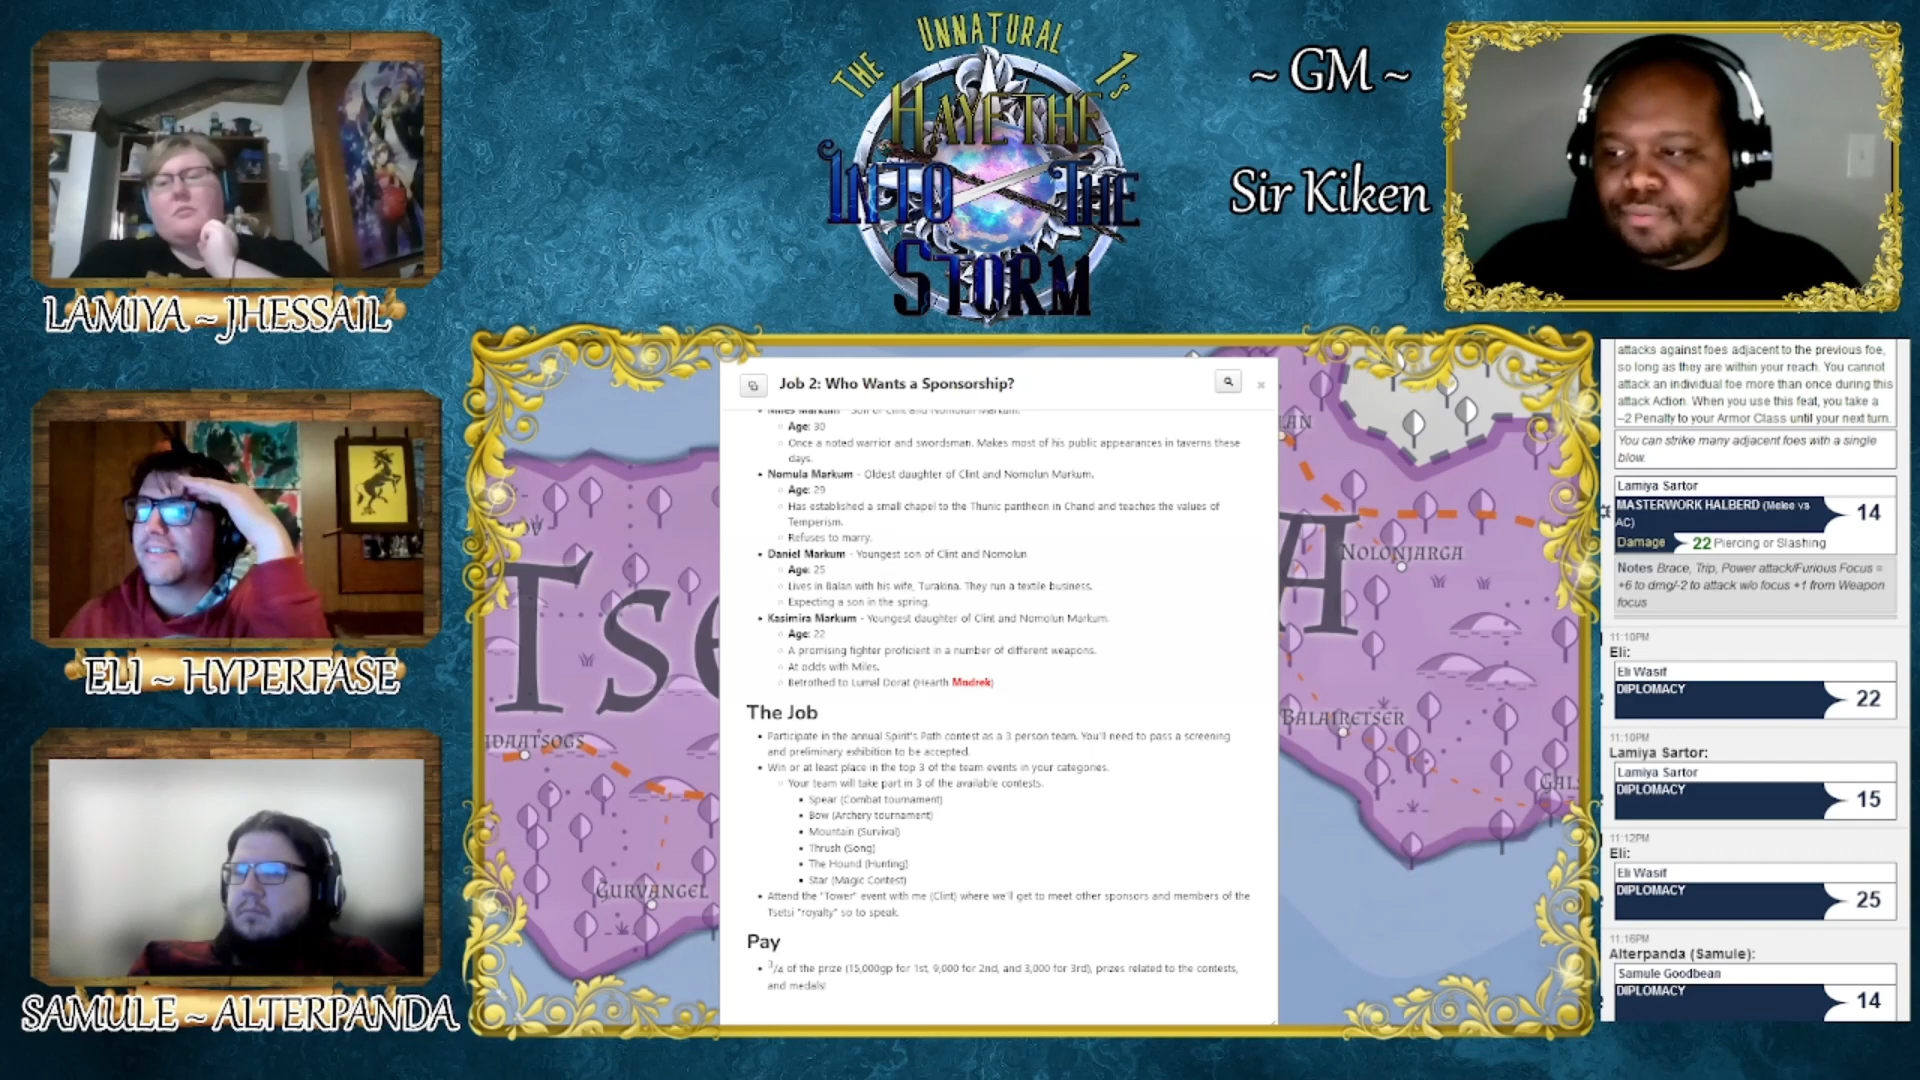 THE UNNATURAL 1's
HAYETHE
INTO THE
STORM
~ GM ~
Sir Kiken
LAMIYA ~ JHESSAIL
ELI ~ HYPERFASE
SAMULE ~ ALTERPANDA
Job 2: Who Wants a Sponsorship?
Miles Markum - Son of Clint and Nomolun Markum.
Age: 30
Once a noted warrior and swordsman. Makes most of his public appearances in taverns these
days.
Nomula Markum - Oldest daughter of Clint and Nomolun Markum.
Age: 29
Has established a small chapel to the Thunic pantheon in Chand and teaches the values of
Temperism.
Refuses to marry.
Daniel Markum - Youngest son of Clint and Nomolun
Age: 25
Lives in Balan with his wife, Turakina. They run a textile business.
Expecting a son in the spring.
Kasimira Markum - Youngest daughter of Clint and Nomolun Markum.
Age: 22
A promising fighter proficient in a number of different weapons.
At odds with Miles.
Betrothed to Lumal Dorat (Hearth Modrek)
The Job
Participate in the annual Spirit's Path contest as a 3 person team. You'll need to pass a screening
and preliminary exhibition to be accepted.
Win or at least place in the top 3 of the team events in your categories.
Your team will take part in 3 of the available contests.
Spear (Combat tournament)
Bow (Archery tournament)
Mountain (Survival)
Thrush (Song)
The Hound (Hunting)
Star (Magic Contest)
Attend the "Tower" event with me (Clint) where we'll get to meet other sponsors and members of the
Tsetsi "royalty" so to speak.
Pay
3/4 of the prize (15,000gp for 1st, 9,000 for 2nd, and 3,000 for 3rd), prizes related to the contests,
and medals!
TSE
A
IDAATSOGS
GURVANGEL
NOLONJARGA
BALAIRETSER
GALS
attacks against foes adjacent to the previous foe,
so long as they are within your reach. You cannot
attack an individual foe more than once during this
attack Action. When you use this feat, you take a
–2 Penalty to your Armor Class until your next turn.
You can strike many adjacent foes with a single
blow.
Lamiya Sartor
MASTERWORK HALBERD (Melee vs
AC)
14
Damage 22 Piercing or Slashing
Notes Brace, Trip, Power attack/Furious Focus =
+6 to dmg/-2 to attack w/o focus +1 from Weapon
focus
11:10PM
Eli:
Eli Wasif
DIPLOMACY 22
11:10PM
Lamiya Sartor:
Lamiya Sartor
DIPLOMACY 15
11:12PM
Eli:
Eli Wasif
DIPLOMACY 25
11:16PM
Alterpanda (Samule):
Samule Goodbean
DIPLOMACY 14